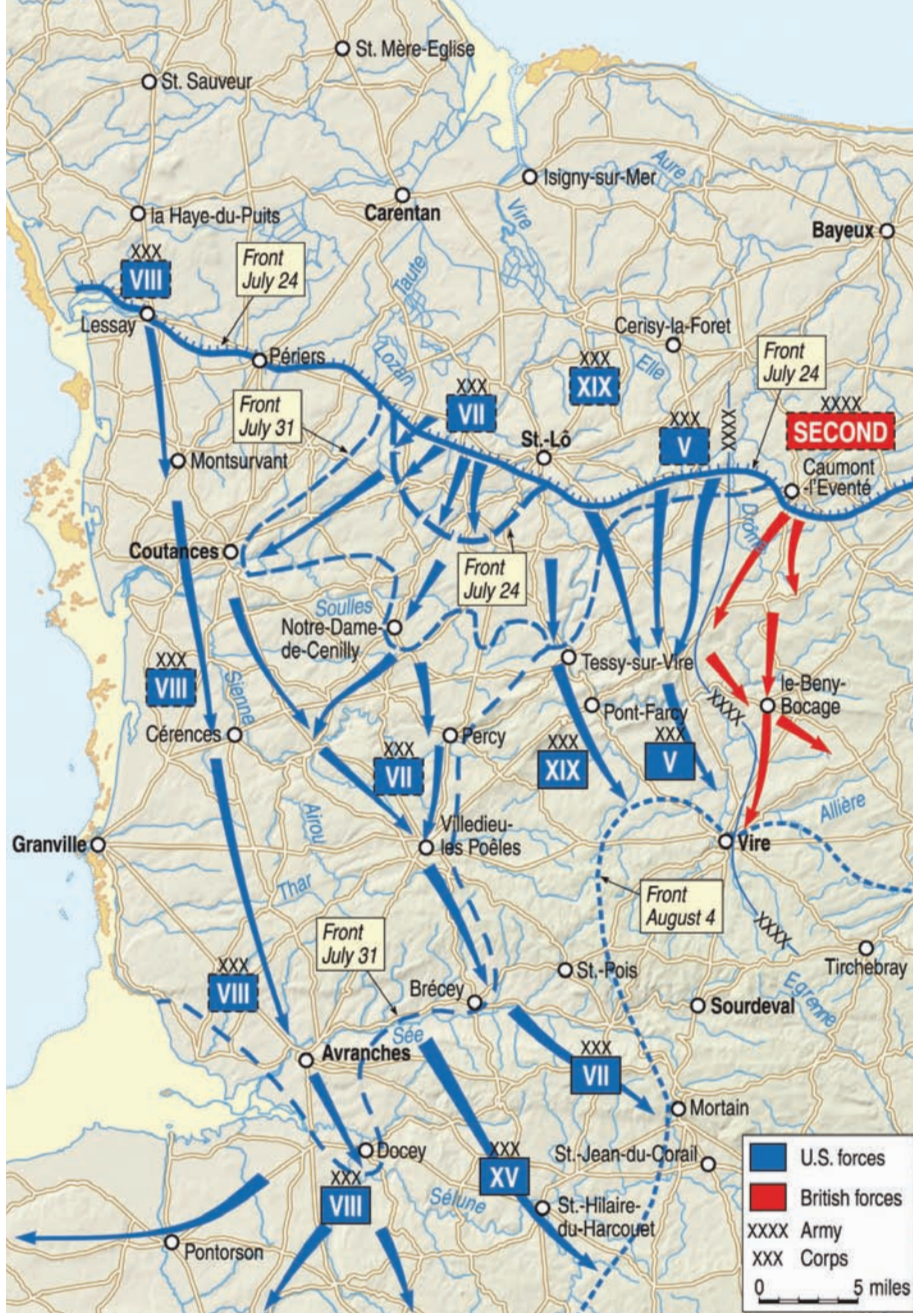 St. Mère-Eglise
St. Sauveur
Isigny-sur-Mer
Aure
Carentan
Vire
la Haye-du-Puits
Bayeux
XXX
VIII
Front
July 24
Taute
Lessay
Cerisy-la-Foret
Périers
Lozan
XXX
XIX
Elle
Front
July 24
XXX
VII
Front
July 31
St.-Lô
XXX
V
XXXX
XXXX
SECOND
Montsurvant
Caumont
-l'Eventé
Drôme
Coutances
Front
July 24
Soulles
Notre-Dame-
de-Cenilly
Tessy-sur-Vire
XXX
VIII
Sienne
Pont-Farcy
XXXX
le-Beny-
Bocage
Cérences
XXX
VII
Percy
XXX
XIX
XXX
V
Airou
Allière
Granville
Villedieu-
les Poêles
Vire
Thar
Front
August 4
XXXX
Front
July 31
Tirchebray
XXX
VIII
St.-Pois
Brécey
Sourdeval
Egrenne
Sée
Avranches
XXX
VII
Mortain
Docey
St.-Jean-du-Corail
XXX
VIII
XXX
XV
Sélune
St.-Hilaire-
du-Harcouet
Pontorson
U.S. forces
British forces
XXXX Army
XXX Corps
0 5 miles